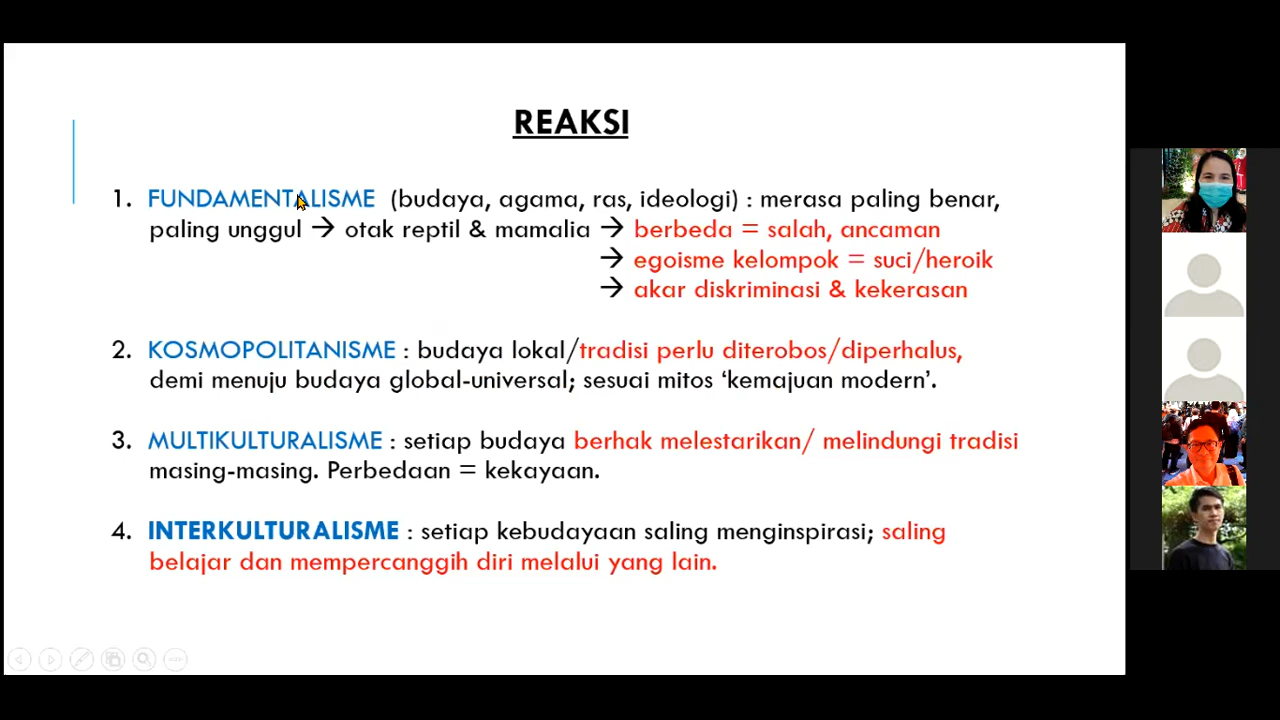 REAKSI
1. FUNDAMENTALISME (budaya, agama, ras, ideologi) : merasa paling benar,
paling unggul → otak reptil & mamalia → berbeda = salah, ancaman
→ egoisme kelompok = suci/heroik
→ akar diskriminasi & kekerasan
2. KOSMOPOLITANISME : budaya lokal/tradisi perlu diterobos/diperhalus,
demi menuju budaya global-universal; sesuai mitos ‘kemajuan modern’.
3. MULTIKULTURALISME : setiap budaya berhak melestarikan/ melindungi tradisi
masing-masing. Perbedaan = kekayaan.
4. INTERKULTURALISME : setiap kebudayaan saling menginspirasi; saling
belajar dan mempercanggih diri melalui yang lain.